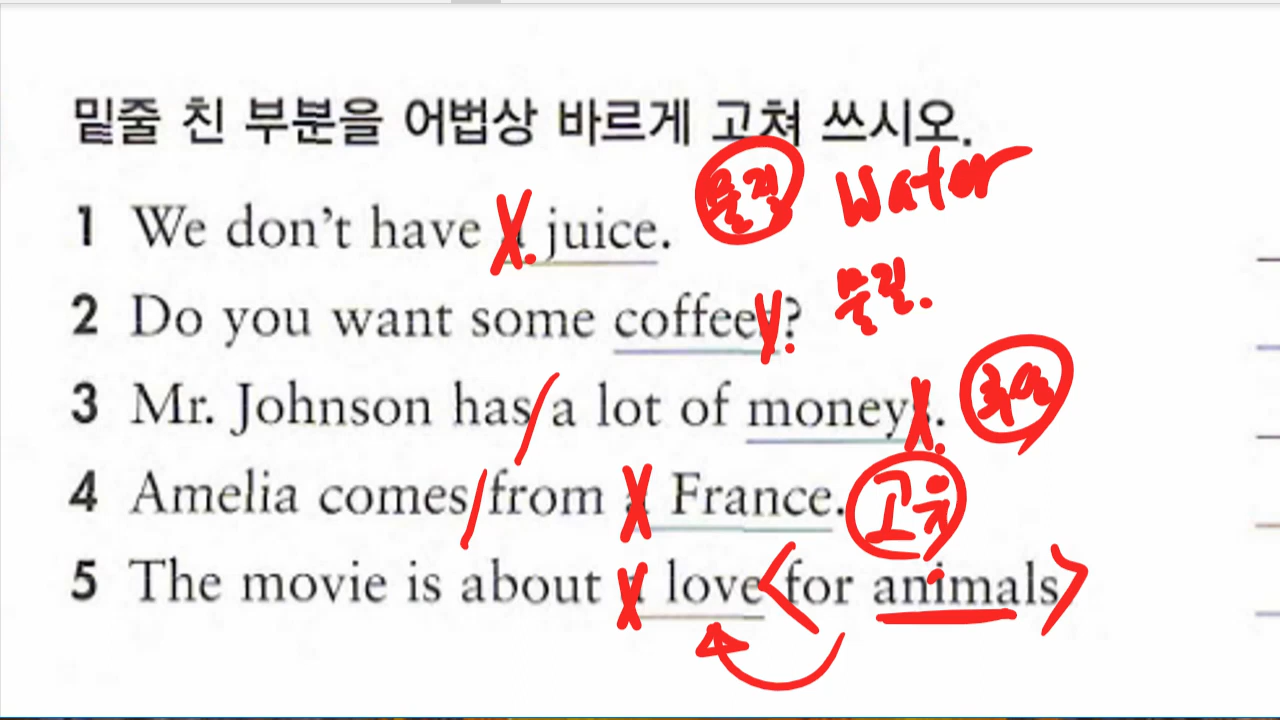 밑줄 친 부분을 어법상 바르게 고쳐 쓰시오.
1 We don't have a juice. 물질 Water
2 Do you want some coffees? 물질.
3 Mr. Johnson has a lot of moneys.
4 Amelia comes from a France. 고유
5 The movie is about a love <for animals>